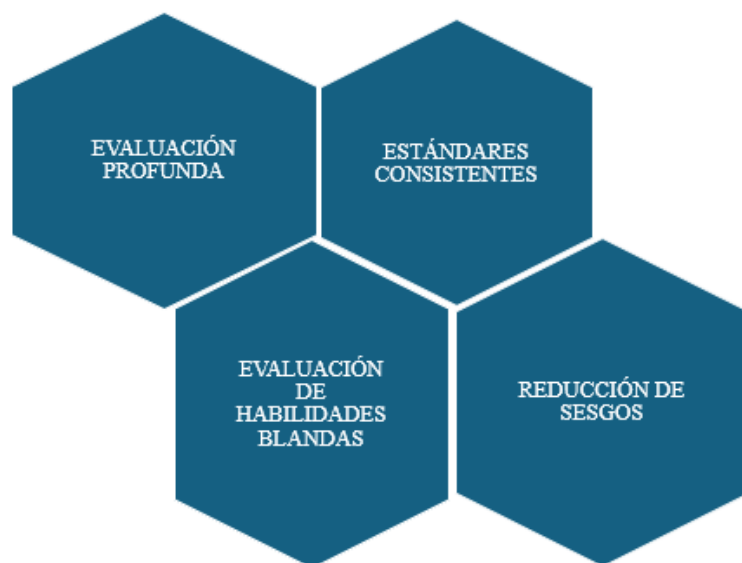 EVALUACIÓN
PROFUNDA
ESTÁNDARES
CONSISTENTES
EVALUACIÓN
DE
HABILIDADES
BLANDAS
REDUCCIÓN DE
SESGOS